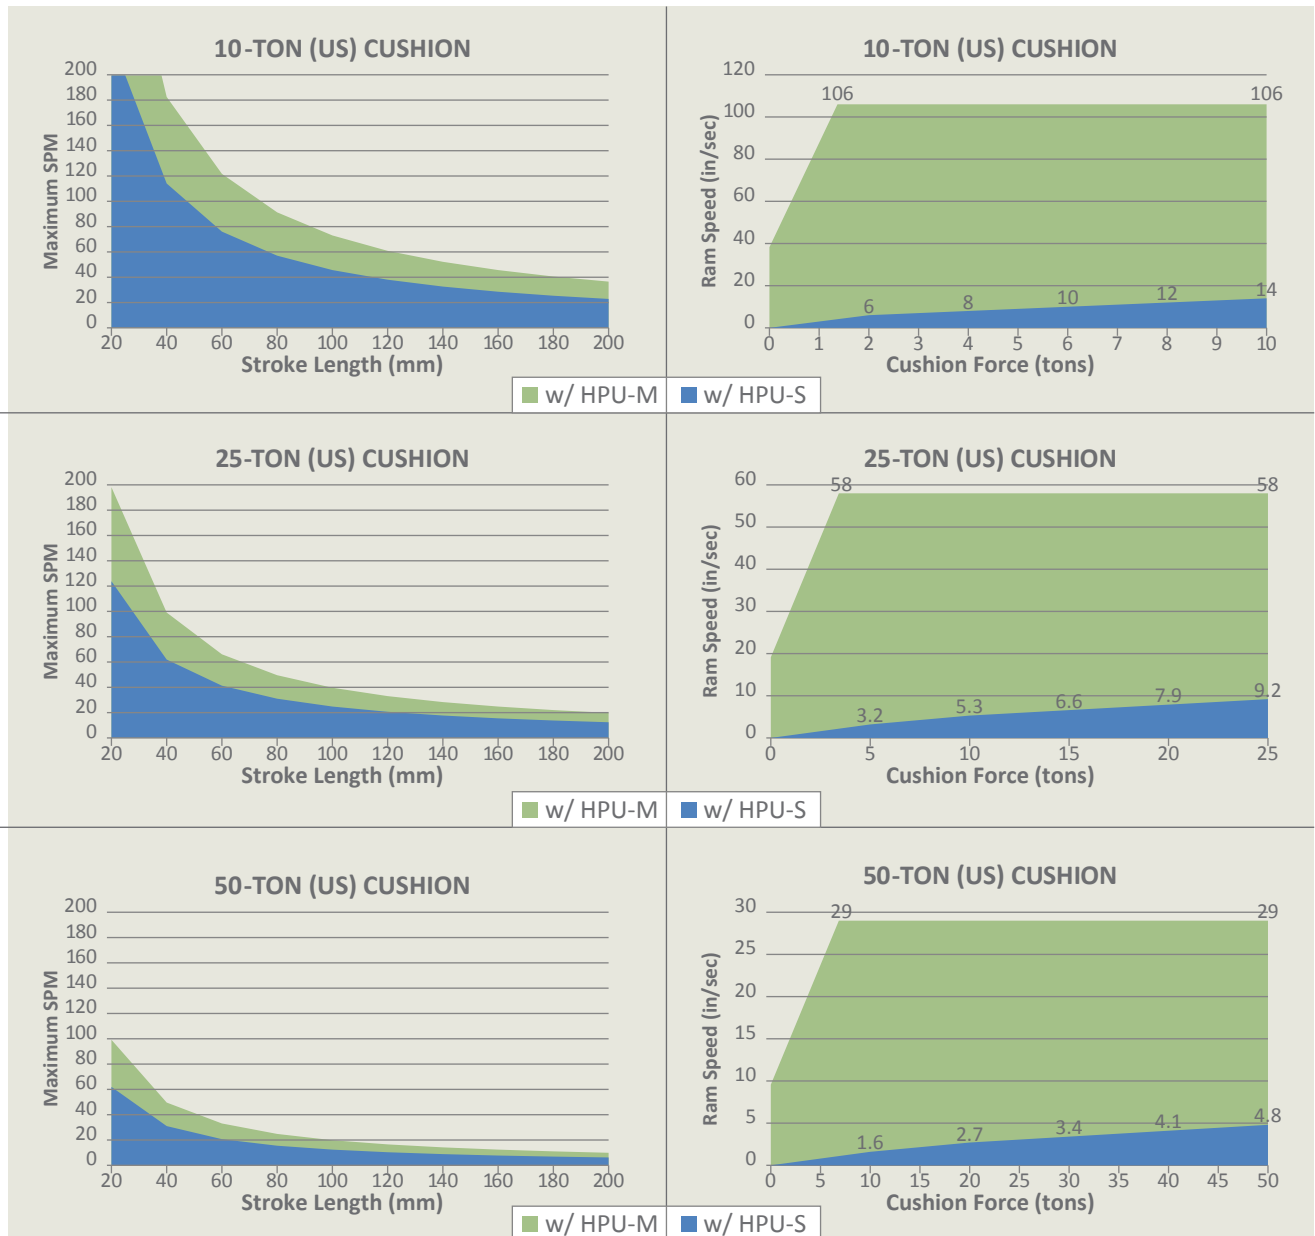 10-TON (US) CUSHION
Maximum SPM
200
180
160
140
120
100
80
60
40
20
0
20 40 60 80 100 120 140 160 180 200
Stroke Length (mm)
10-TON (US) CUSHION
Ram Speed (in/sec)
120
100
80
60
40
20
0
106 106
6 8 10 12 14
0 1 2 3 4 5 6 7 8 9 10
Cushion Force (tons)
w/ HPU-M w/ HPU-S
25-TON (US) CUSHION
Maximum SPM
200
180
160
140
120
100
80
60
40
20
0
20 40 60 80 100 120 140 160 180 200
Stroke Length (mm)
25-TON (US) CUSHION
Ram Speed (in/sec)
60
50
40
30
20
10
0
58 58
3.2 5.3 6.6 7.9 9.2
0 5 10 15 20 25
Cushion Force (tons)
w/ HPU-M w/ HPU-S
50-TON (US) CUSHION
Maximum SPM
200
180
160
140
120
100
80
60
40
20
0
20 40 60 80 100 120 140 160 180 200
Stroke Length (mm)
50-TON (US) CUSHION
Ram Speed (in/sec)
30
25
20
15
10
5
0
29 29
1.6 2.7 3.4 4.1 4.8
0 5 10 15 20 25 30 35 40 45 50
Cushion Force (tons)
w/ HPU-M w/ HPU-S